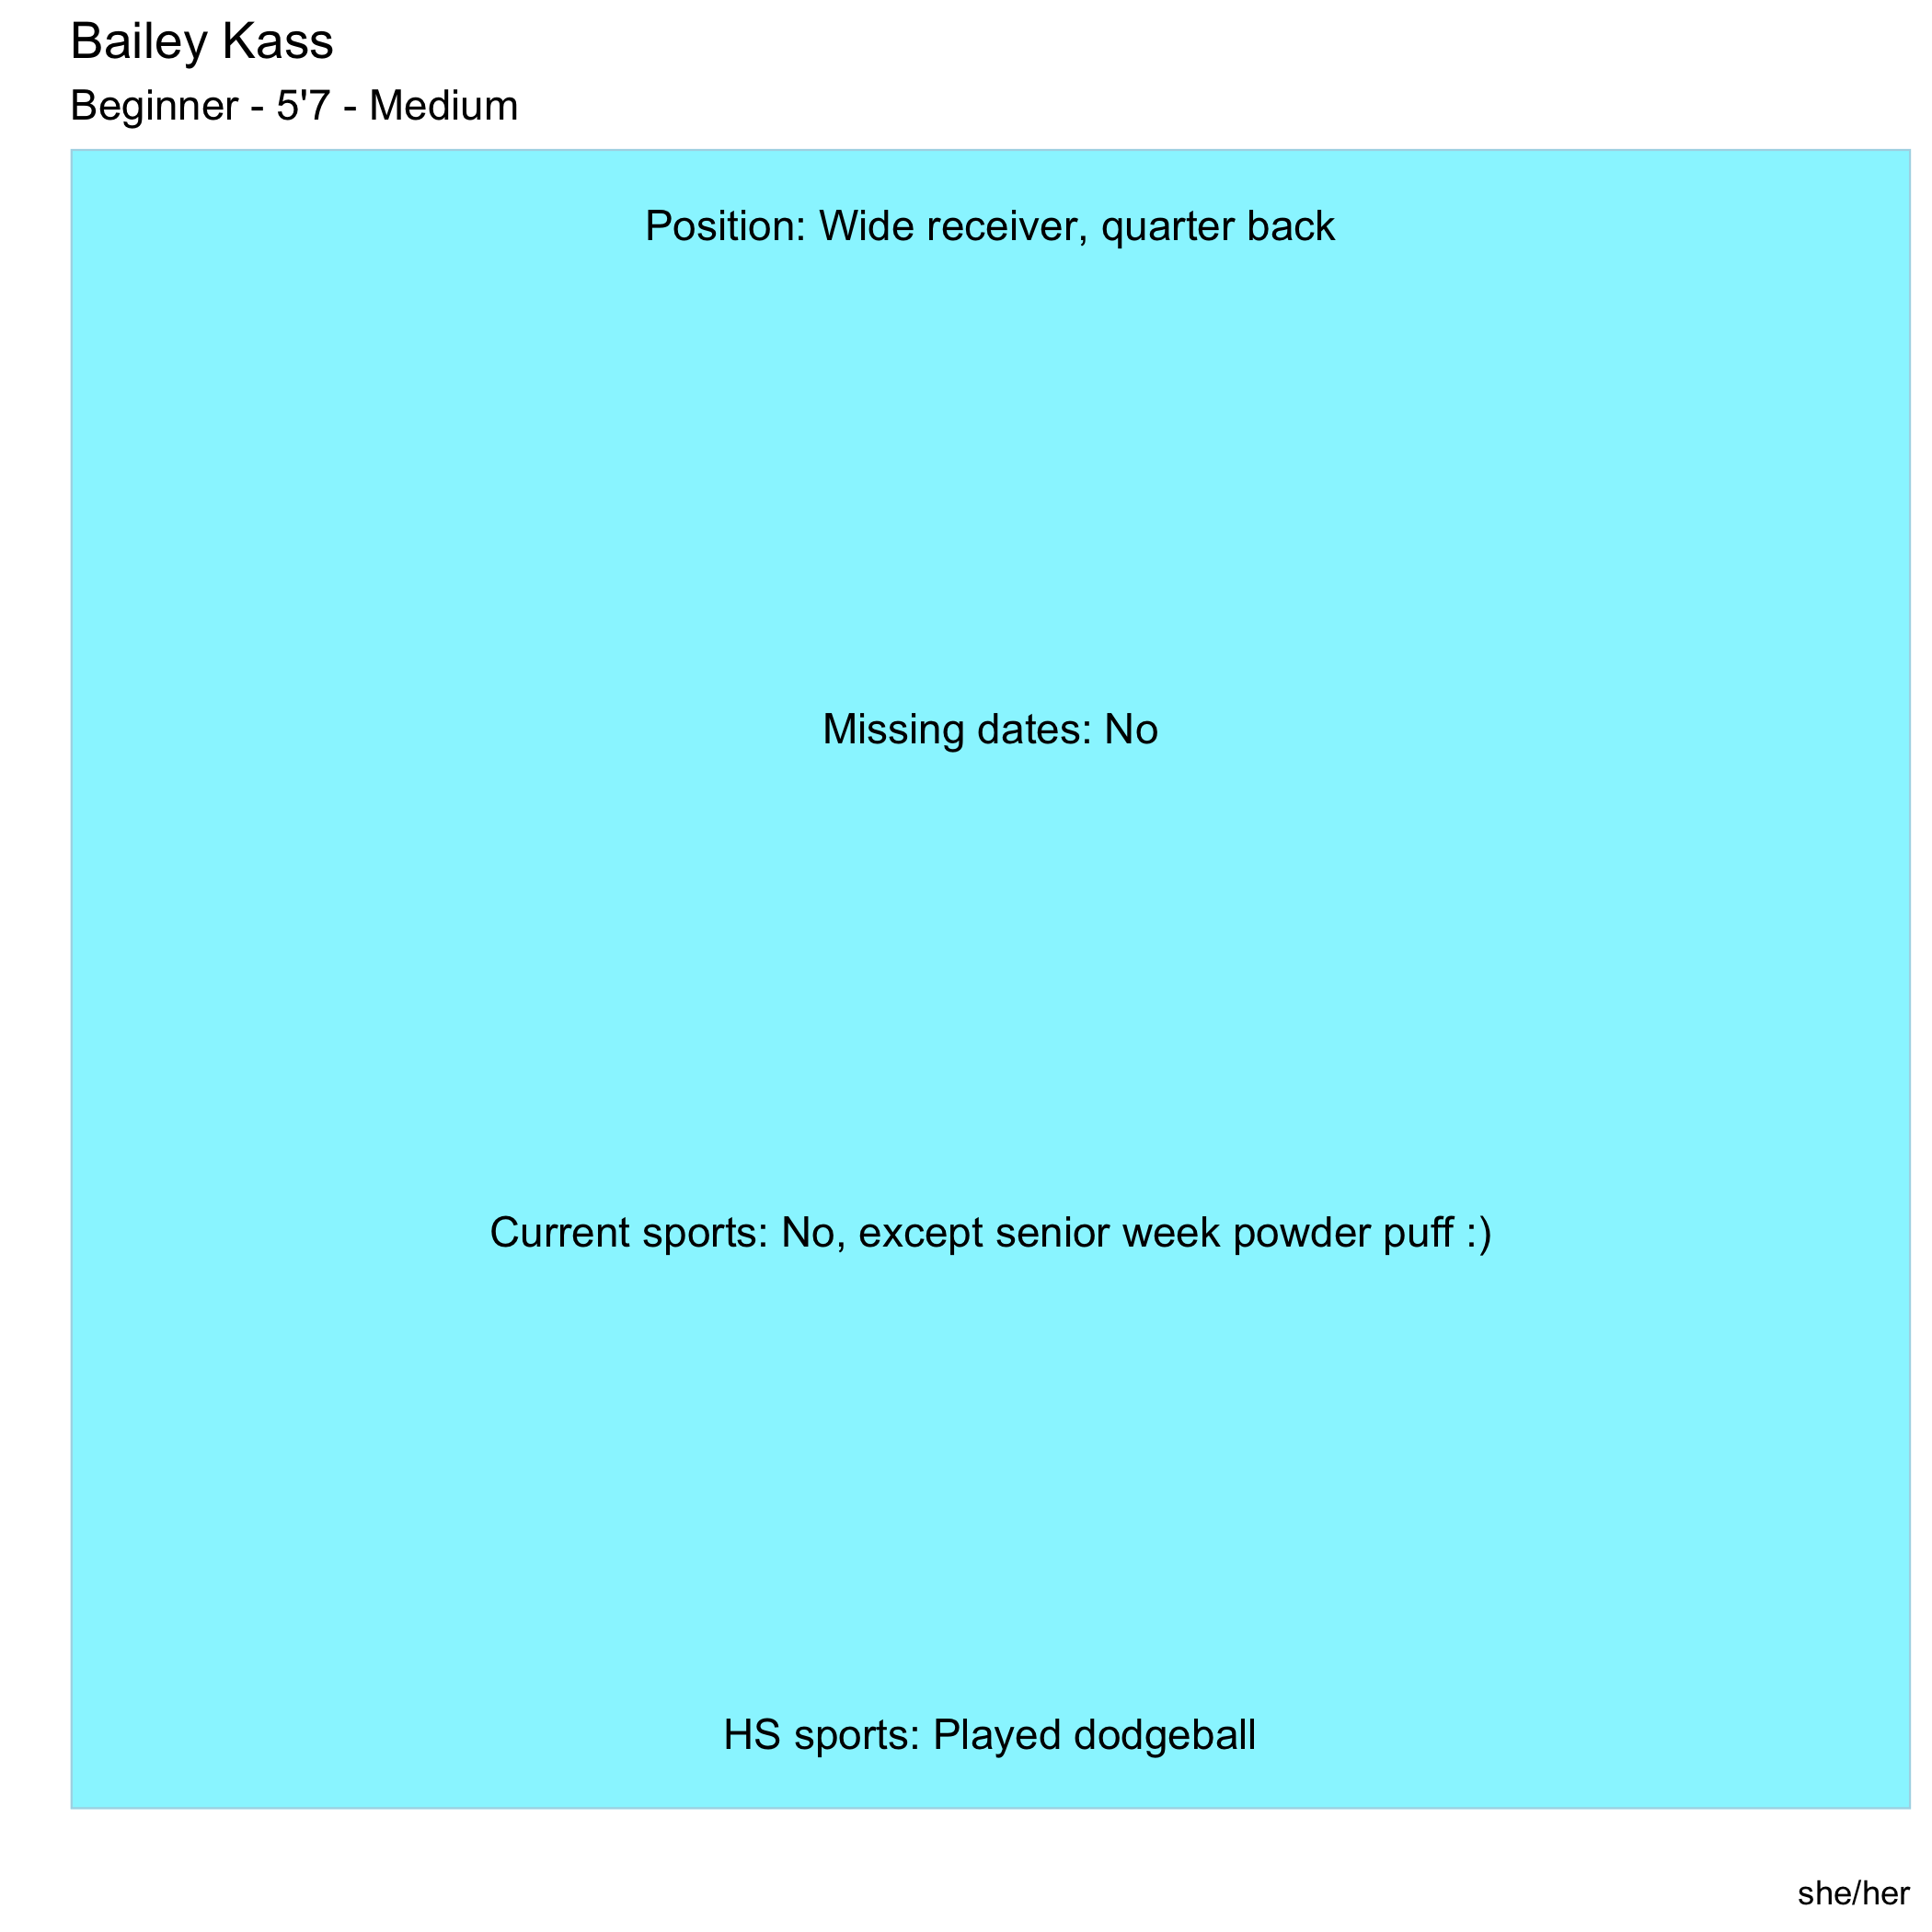 Bailey Kass
Beginner - 5'7 - Medium
Position: Wide receiver, quarter back
Missing dates: No
Current sports: No, except senior week powder puff :)
HS sports: Played dodgeball
she/her